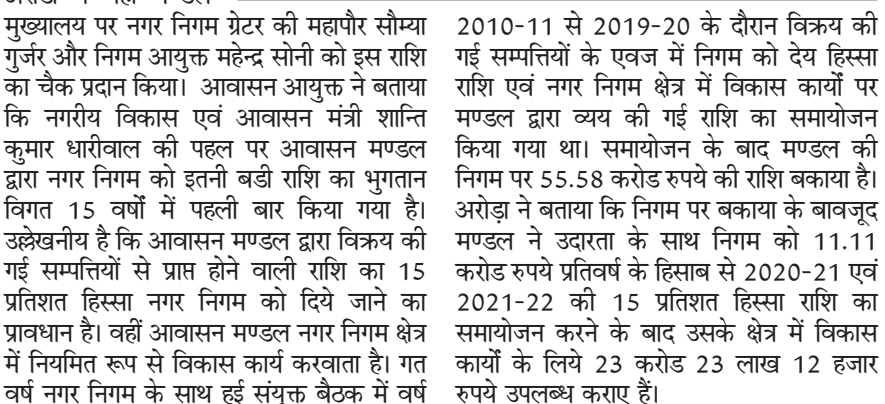 मुख्यालय पर नगर निगम ग्रेटर की महापौर सौम्या
गुर्जर और निगम आयुक्त महेन्द्र सोनी को इस राशि
का चैक प्रदान किया। आवासन आयुक्त ने बताया
कि नगरीय विकास एवं आवासन मंत्री शान्ति
कुमार धारीवाल की पहल पर आवासन मण्डल
द्वारा नगर निगम को इतनी बडी राशि का भुगतान
विगत 15 वर्षों में पहली बार किया गया है।
उल्लेखनीय है कि आवासन मण्डल द्वारा विक्रय की
गई सम्पत्तियों से प्राप्त होने वाली राशि का 15
प्रतिशत हिस्सा नगर निगम को दिये जाने का
प्रावधान है। वहीं आवासन मण्डल नगर निगम क्षेत्र
में नियमित रूप से विकास कार्य करवाता है। गत
वर्ष नगर निगम के साथ हुई संयुक्त बैठक में वर्ष
2010-11 से 2019-20 के दौरान विक्रय की
गई सम्पत्तियों के एवज में निगम को देय हिस्सा
राशि एवं नगर निगम क्षेत्र में विकास कार्यों पर
मण्डल द्वारा व्यय की गई राशि का समायोजन
किया गया था। समायोजन के बाद मण्डल की
निगम पर 55.58 करोड रुपये की राशि बकाया है।
अरोड़ा ने बताया कि निगम पर बकाया के बावजूद
मण्डल ने उदारता के साथ निगम को 11.11
करोड रुपये प्रतिवर्ष के हिसाब से 2020-21 एवं
2021-22 की 15 प्रतिशत हिस्सा राशि का
समायोजन करने के बाद उसके क्षेत्र में विकास
कार्यों के लिये 23 करोड 23 लाख 12 हजार
रुपये उपलब्ध कराए हैं।